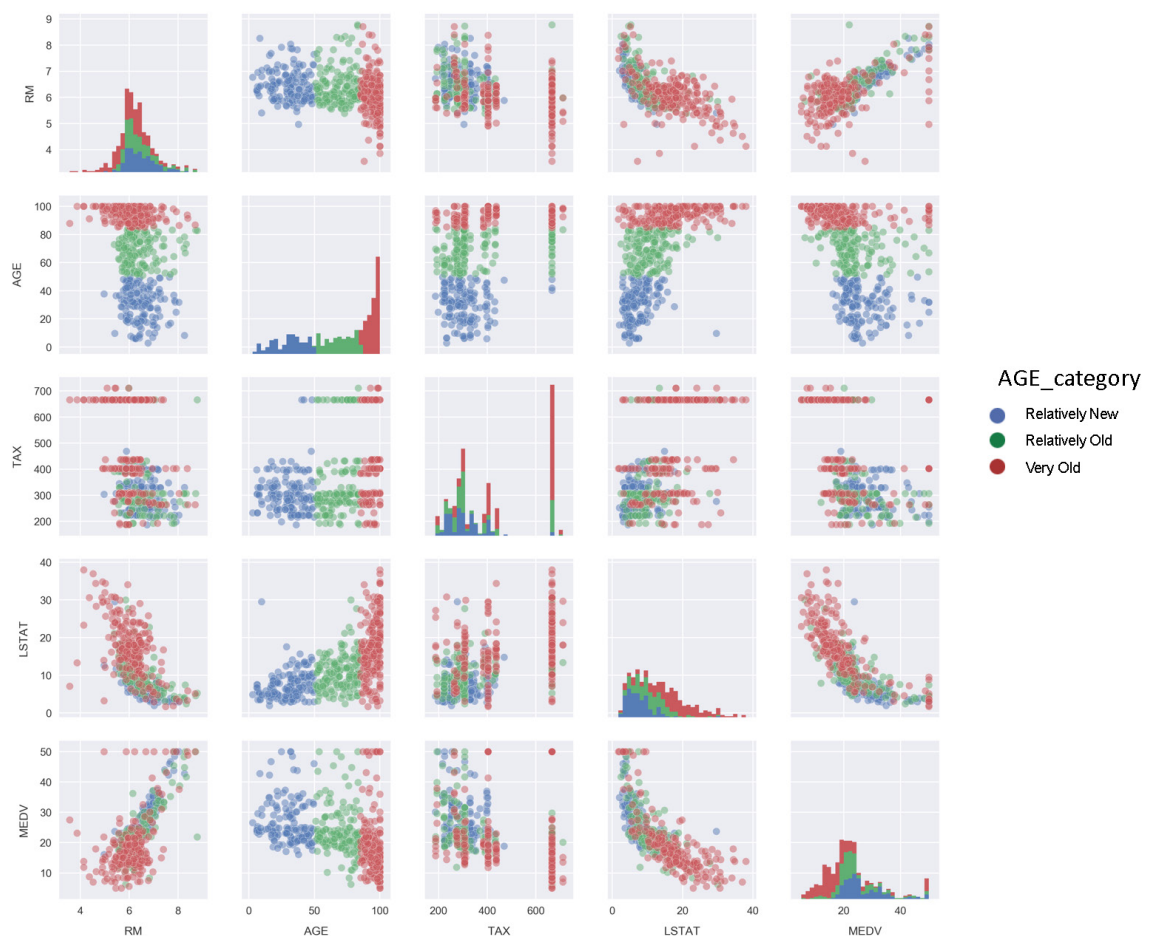 9
8
7
6
5
4
RM
100
80
60
40
20
0
AGE
AGE_category
Relatively New
Relatively Old
Very Old
700
600
500
400
300
200
TAX
40
30
20
10
0
LSTAT
50
40
30
20
10
MEDV
4 6 8 0 50 100 200 400 600 0 20 40 20 40
RM AGE TAX LSTAT MEDV